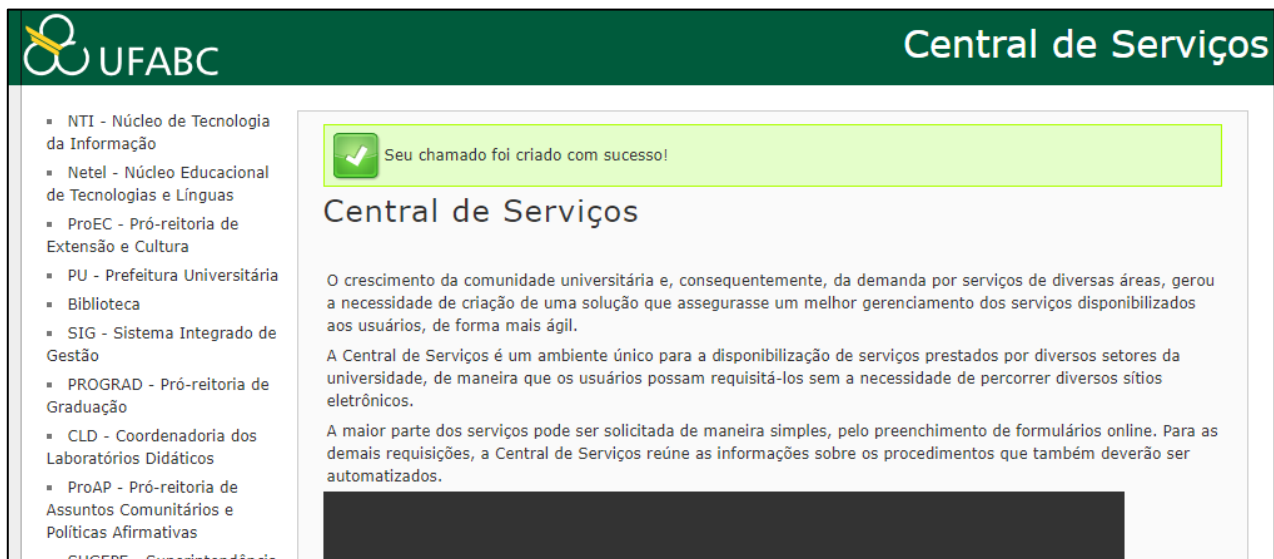 UFABC
Central de Serviços
NTI - Núcleo de Tecnologia
da Informação
Netel - Núcleo Educacional
de Tecnologias e Línguas
ProEC - Pró-reitoria de
Extensão e Cultura
PU - Prefeitura Universitária
Biblioteca
SIG - Sistema Integrado de
Gestão
PROGRAD - Pró-reitoria de
Graduação
CLD - Coordenadoria dos
Laboratórios Didáticos
ProAP - Pró-reitoria de
Assuntos Comunitários e
Políticas Afirmativas
Seu chamado foi criado com sucesso!
Central de Serviços
O crescimento da comunidade universitária e, consequentemente, da demanda por serviços de diversas áreas, gerou
a necessidade de criação de uma solução que assegurasse um melhor gerenciamento dos serviços disponibilizados
aos usuários, de forma mais ágil.
A Central de Serviços é um ambiente único para a disponibilização de serviços prestados por diversos setores da
universidade, de maneira que os usuários possam requisitá-los sem a necessidade de percorrer diversos sítios
eletrônicos.
A maior parte dos serviços pode ser solicitada de maneira simples, pelo preenchimento de formulários online. Para as
demais requisições, a Central de Serviços reúne as informações sobre os procedimentos que também deverão ser
automatizados.